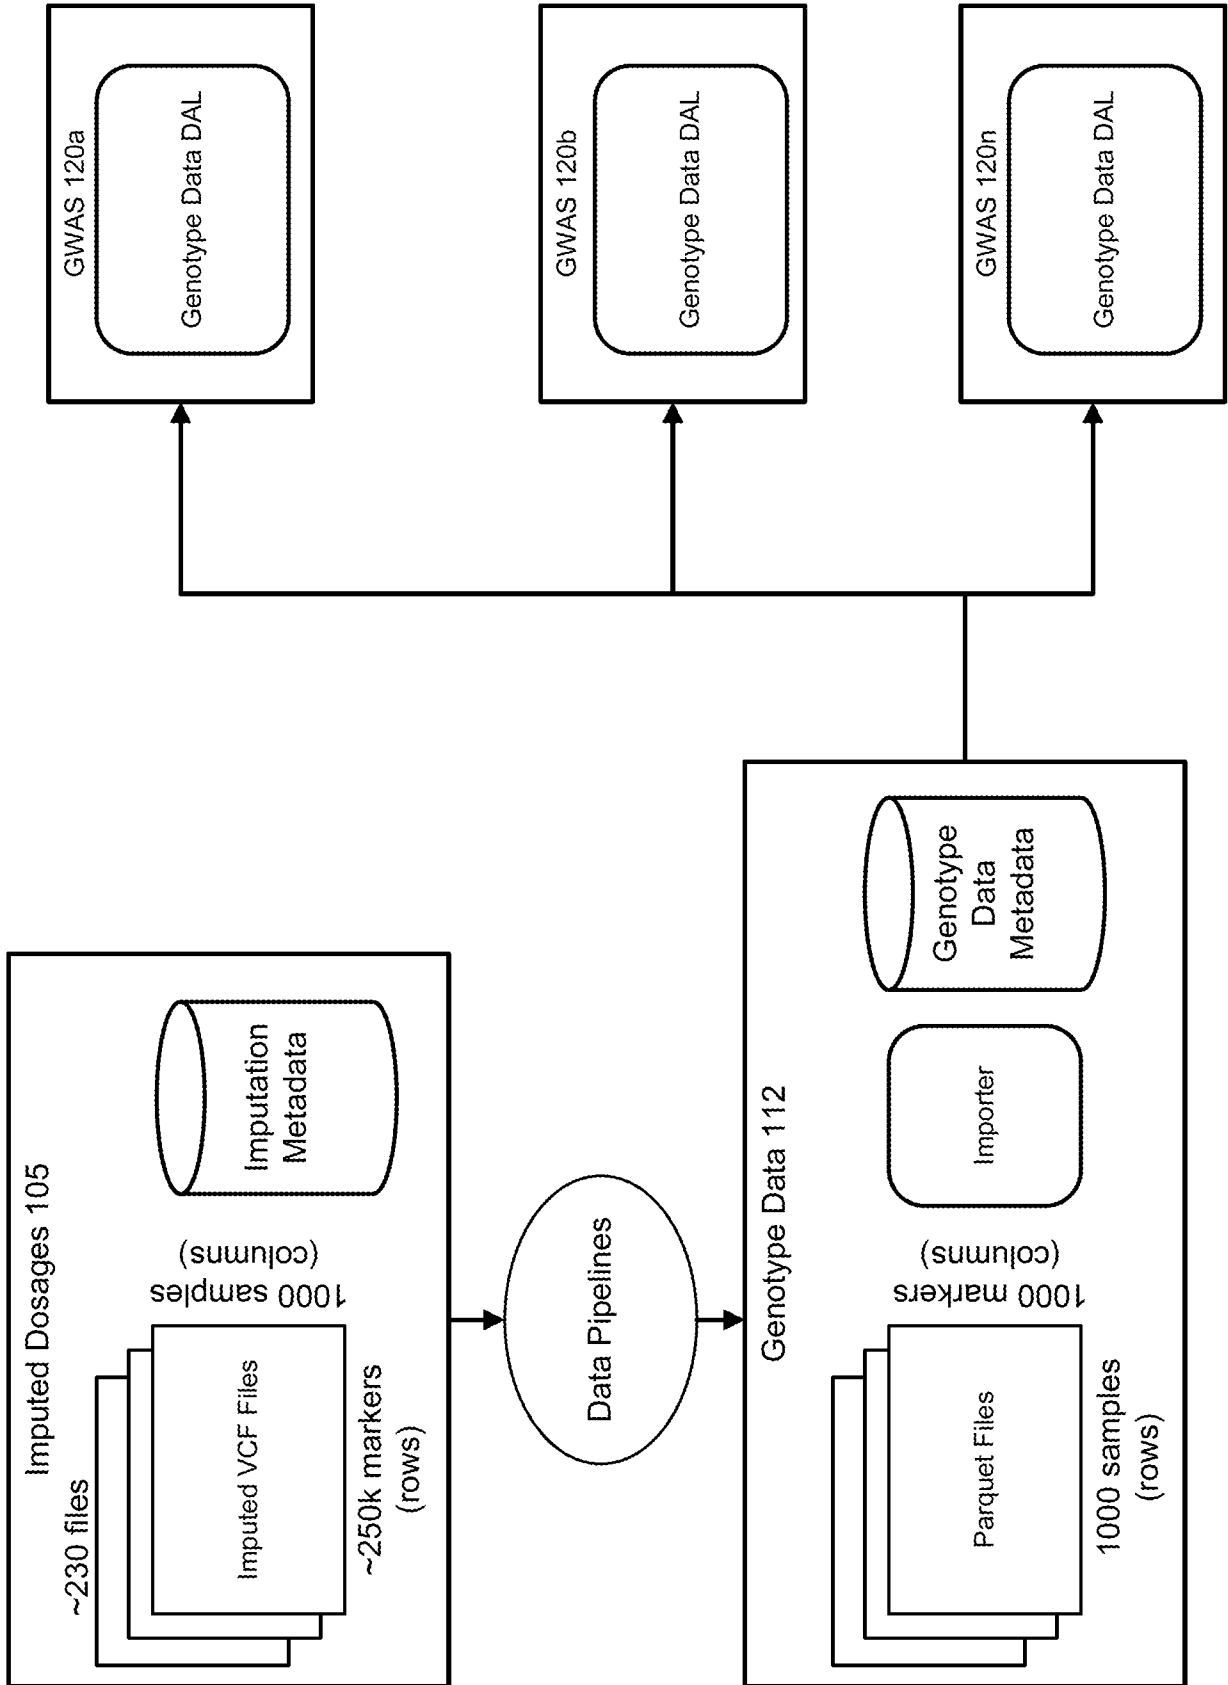 Imputed Dosages 105
~230 files
Imputed VCF Files
~250k markers
(rows)
1000 samples
(columns)
Imputation
Metadata
Data Pipelines
Genotype Data 112
Parquet Files
1000 samples
(rows)
1000 markers
(columns)
Importer
Genotype
Data
Metadata
GWAS 120a
Genotype Data DAL
GWAS 120b
Genotype Data DAL
GWAS 120n
Genotype Data DAL